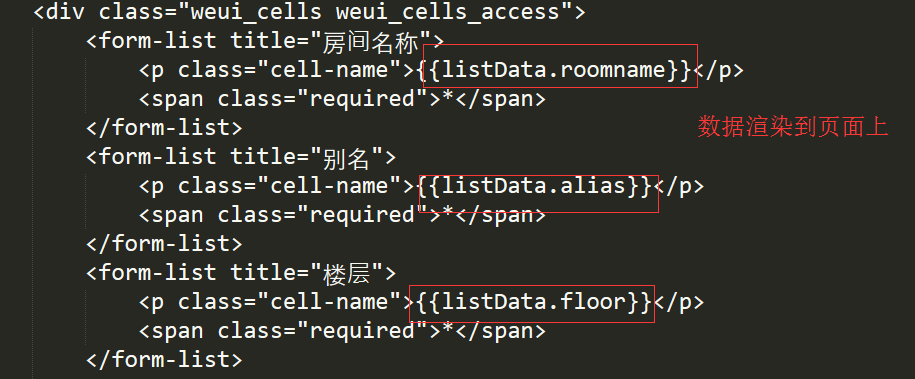 <div class="weui_cells weui_cells_access">
<form-list title="房间名称">
<p class="cell-name">{{listData.roomname}}</p>
<span class="required">*</span>
数据渲染到页面上
</form-list>
<form-list title="别名">
<p class="cell-name">{{listData.alias}}</p>
<span class="required">*</span>
</form-list>
<form-list title="楼层">
<p class="cell-name">{{listData.floor}}</p>
<span class="required">*</span>
</form-list>